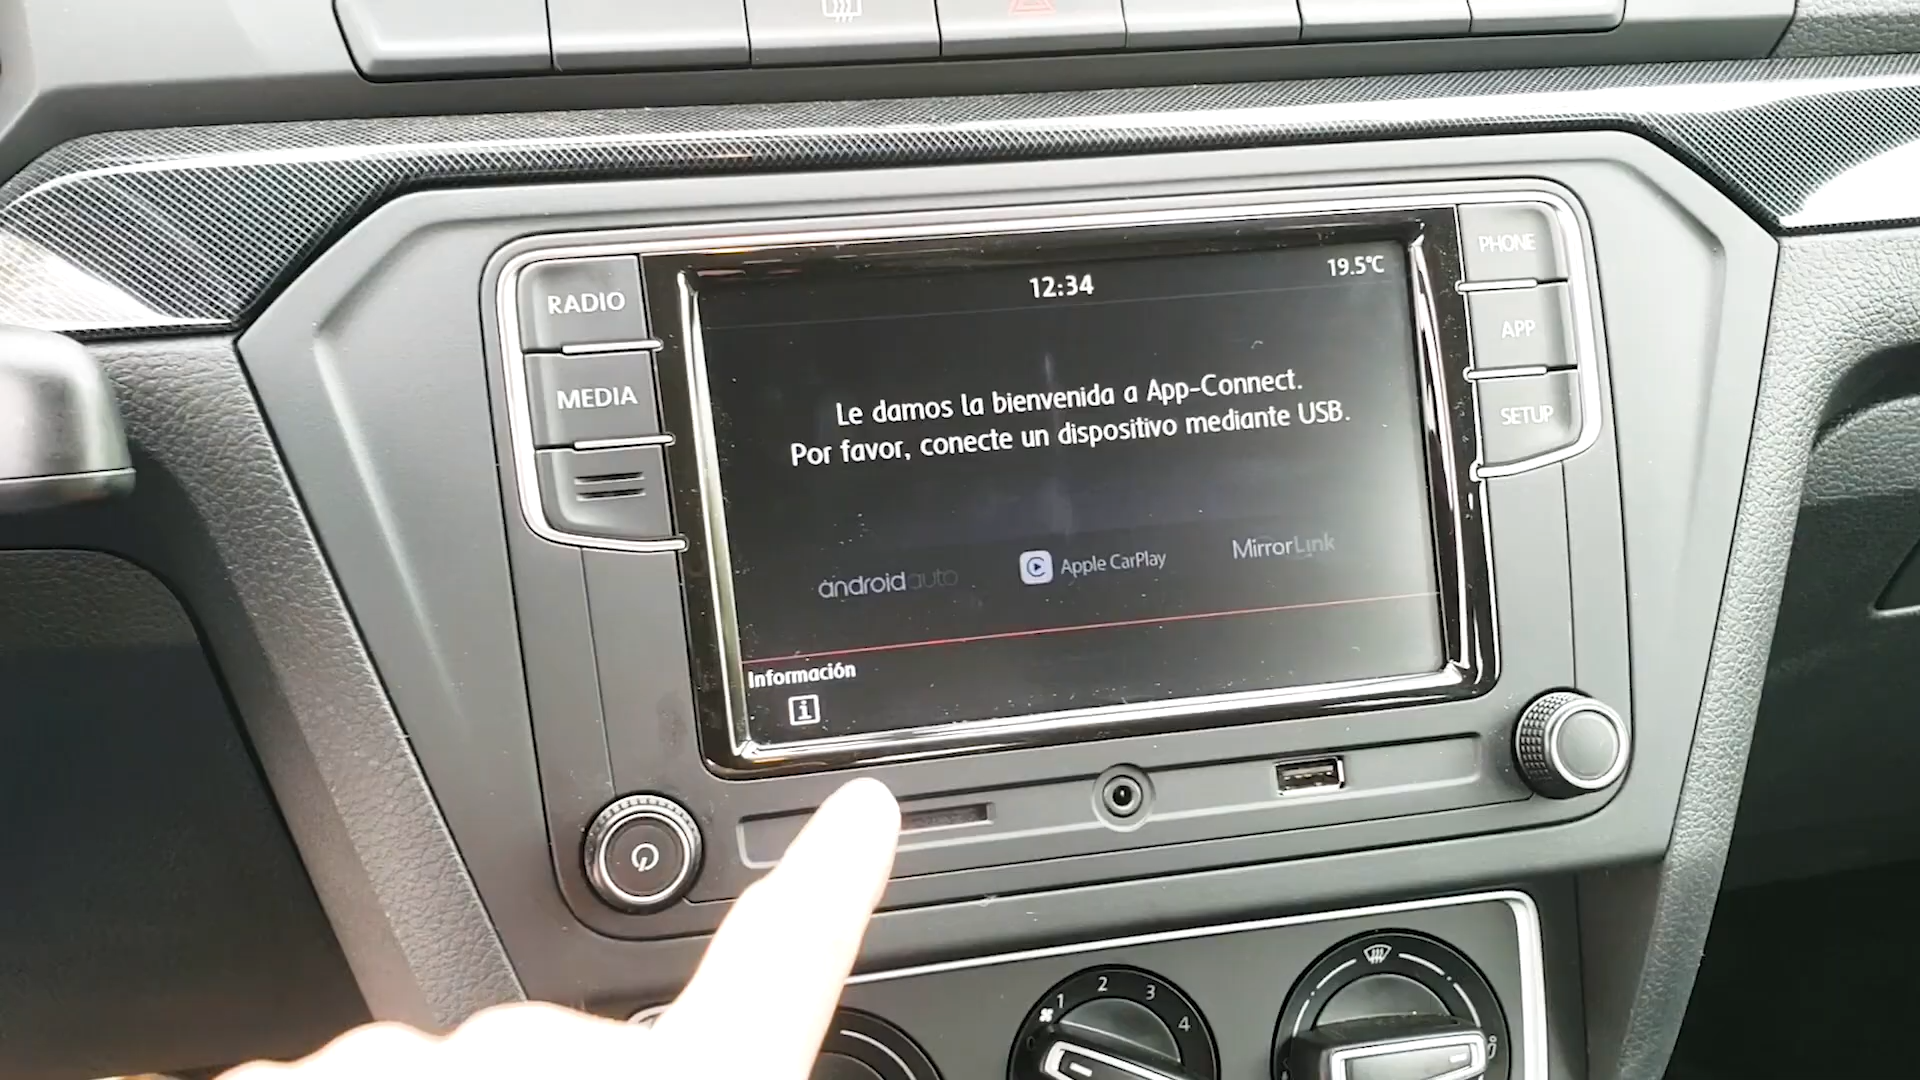 RADIO
MEDIA
12:34
19.5°C
Le damos la bienvenida a App-Connect.
Por favor, conecte un dispositivo mediante USB.
android auto
Apple CarPlay
MirrorLink
Información
i
PHONE
APP
SETUP
0 1 2 3 4